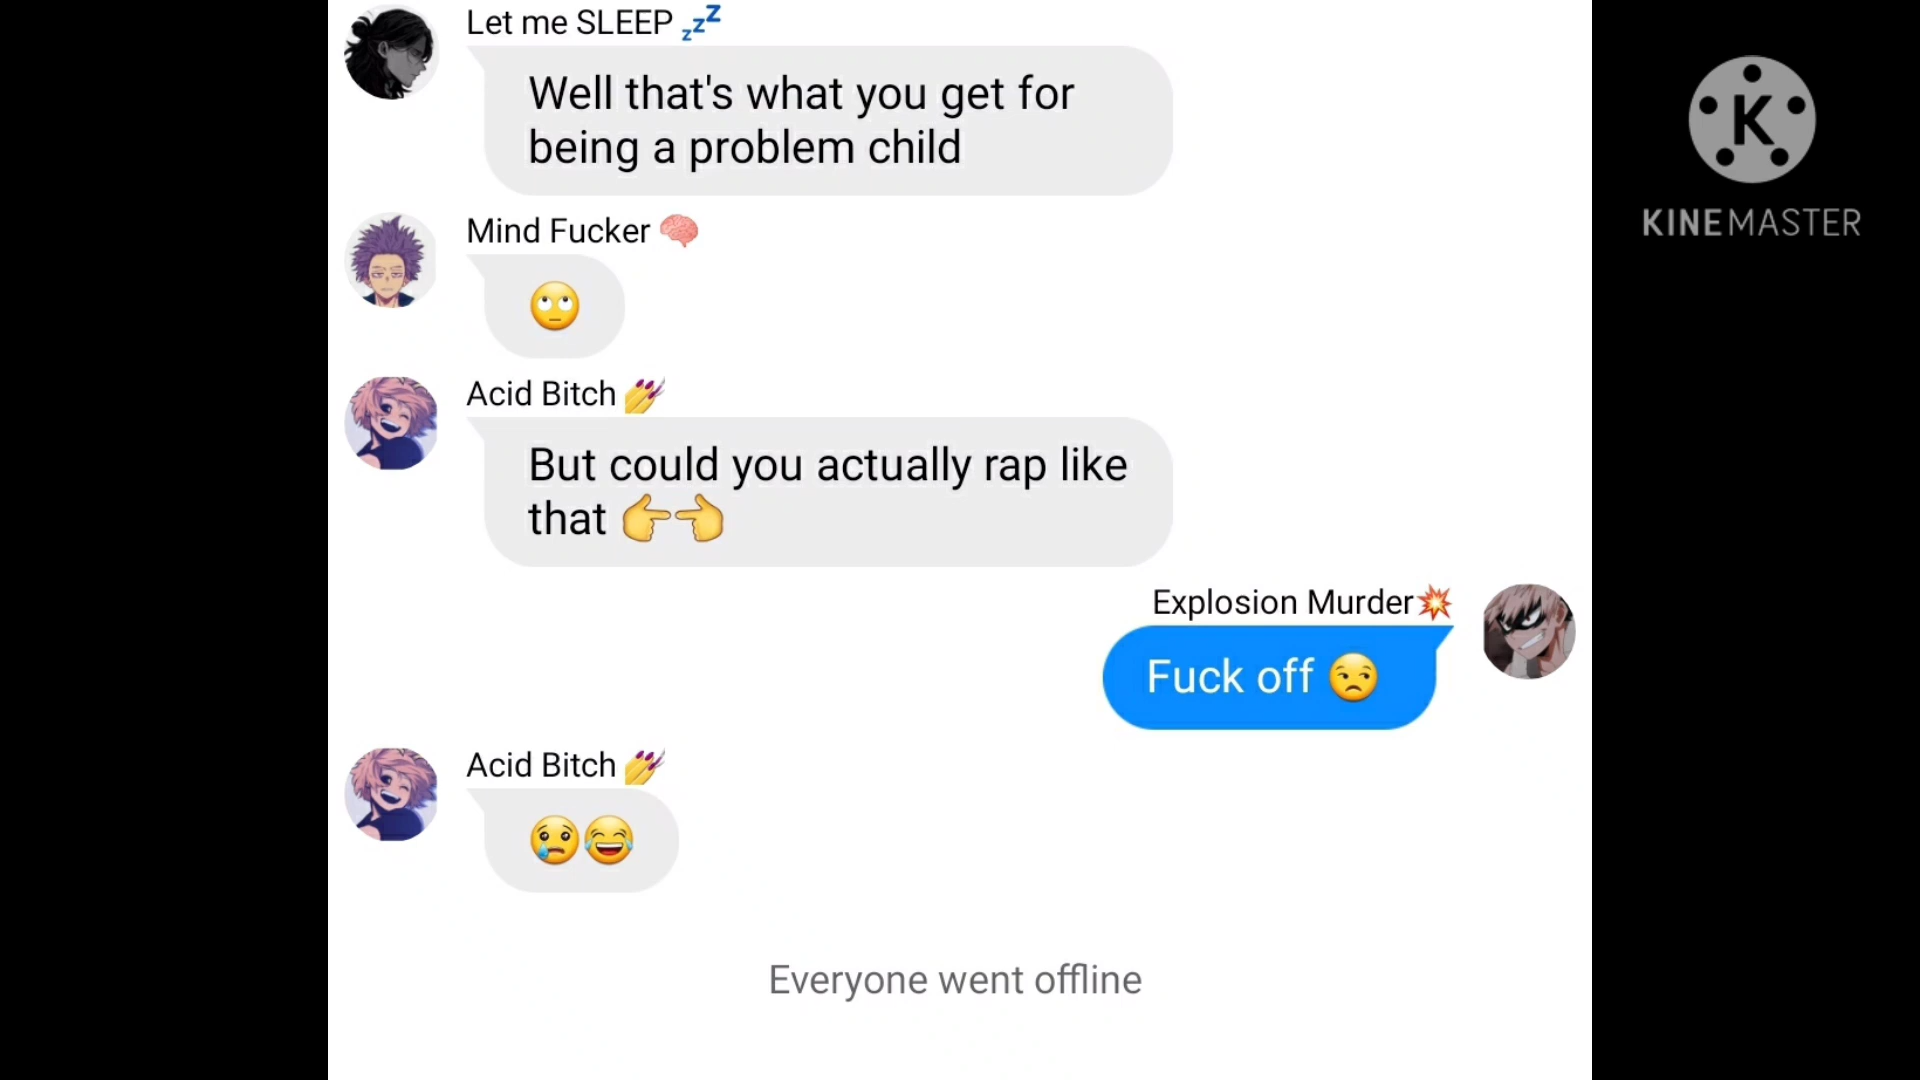 Let me SLEEP 💤
Well that's what you get for
being a problem child
KINEMASTER
Mind Fucker 🧠
🙄
Acid Bitch 💅
But could you actually rap like
that 👉👈
Explosion Murder💥
Fuck off 😒
Acid Bitch 💅
😢😂
Everyone went offline